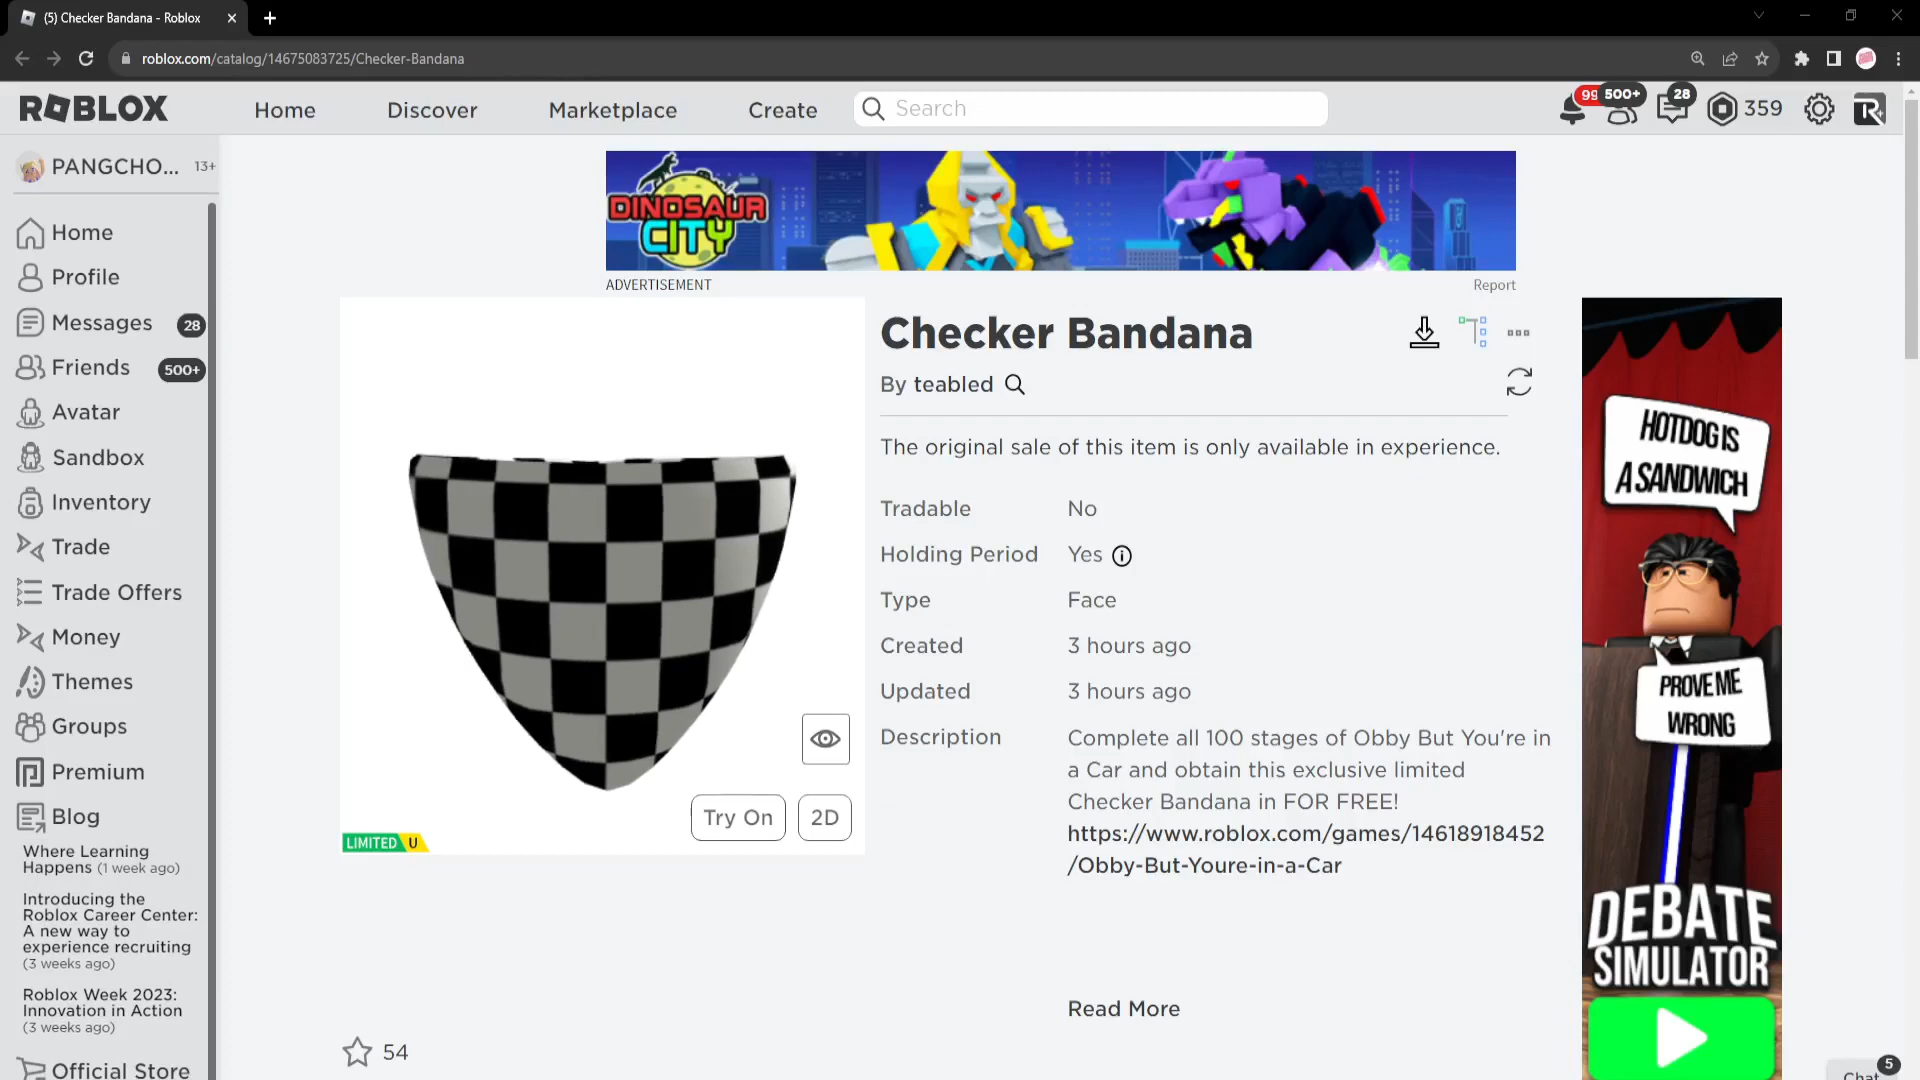 (5) Checker Bandana - Roblox
roblox.com/catalog/14675083725/Checker-Bandana
ROBLOX
Home
Discover
Marketplace
Create
Search
99
500+
28
359
PANGCHO...
13+
Home
Profile
Messages
28
Friends
500+
Avatar
Sandbox
Inventory
Trade
Trade Offers
Money
Themes
Groups
Premium
Blog
Where Learning
Happens (1 week ago)
Introducing the
Roblox Career Center:
A new way to
experience recruiting
(3 weeks ago)
Roblox Week 2023:
Innovation in Action
(3 weeks ago)
Official Store
DINOSAUR
CITY
ADVERTISEMENT
Report
Try On
2D
LIMITED U
54
Checker Bandana
By teabled
The original sale of this item is only available in experience.
Tradable No
Holding Period Yes
Type Face
Created 3 hours ago
Updated 3 hours ago
Description Complete all 100 stages of Obby But You're in
a Car and obtain this exclusive limited
Checker Bandana in FOR FREE!
https://www.roblox.com/games/14618918452
/Obby-But-Youre-in-a-Car
Read More
HOTDOG IS
A SANDWICH
PROVE ME
WRONG
DEBATE
SIMULATOR
Chat
5